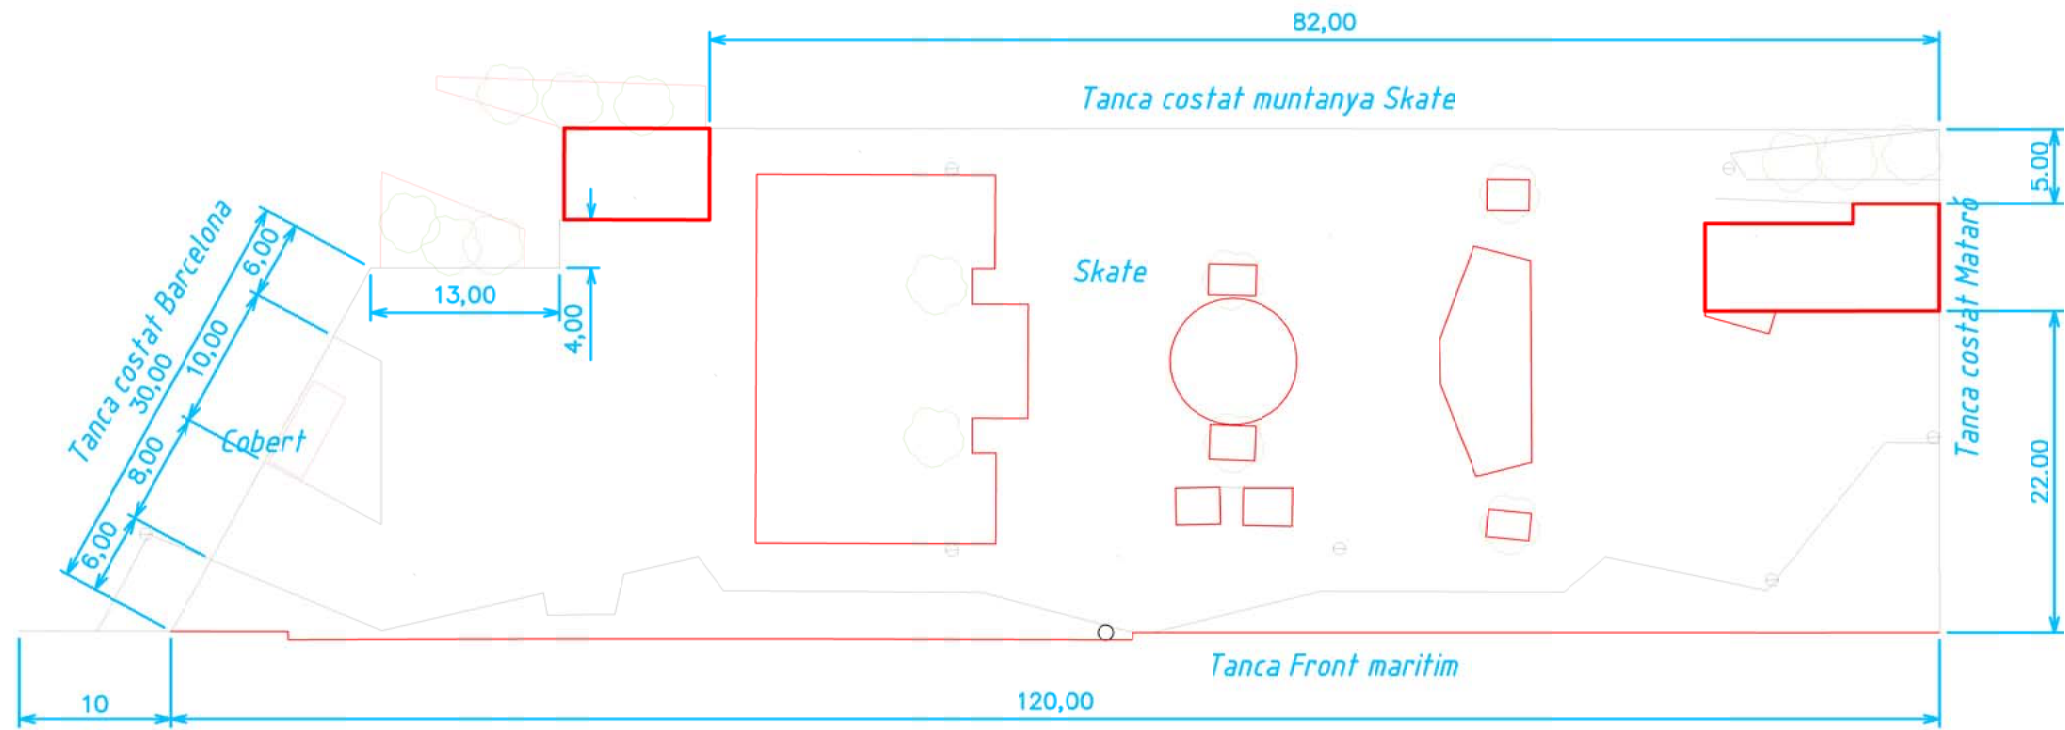 82,00
Tanca costat muntanya Skate
5.00
Tanca costat Barcelona
30,00
6,00
10,00
8,00
6,00
13,00
4,00
Skate
Cobert
Tanca costat Mataró
22.00
Tanca Front maritim
10
120,00